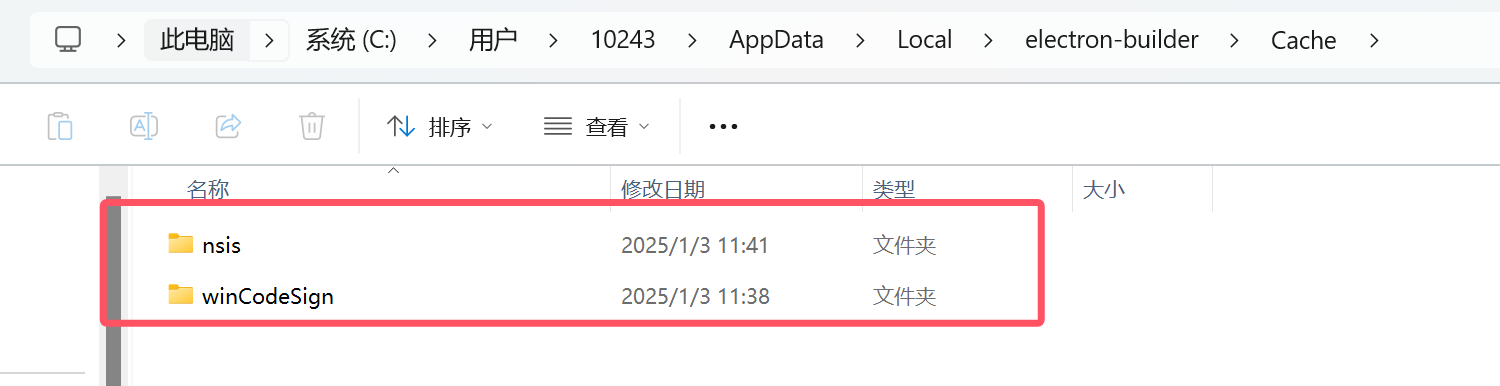 此电脑 系统 (C:) 用户 10243 AppData Local electron-builder Cache
排序 查看
名称 修改日期 类型 大小
nsis 2025/1/3 11:41 文件夹
winCodeSign 2025/1/3 11:38 文件夹